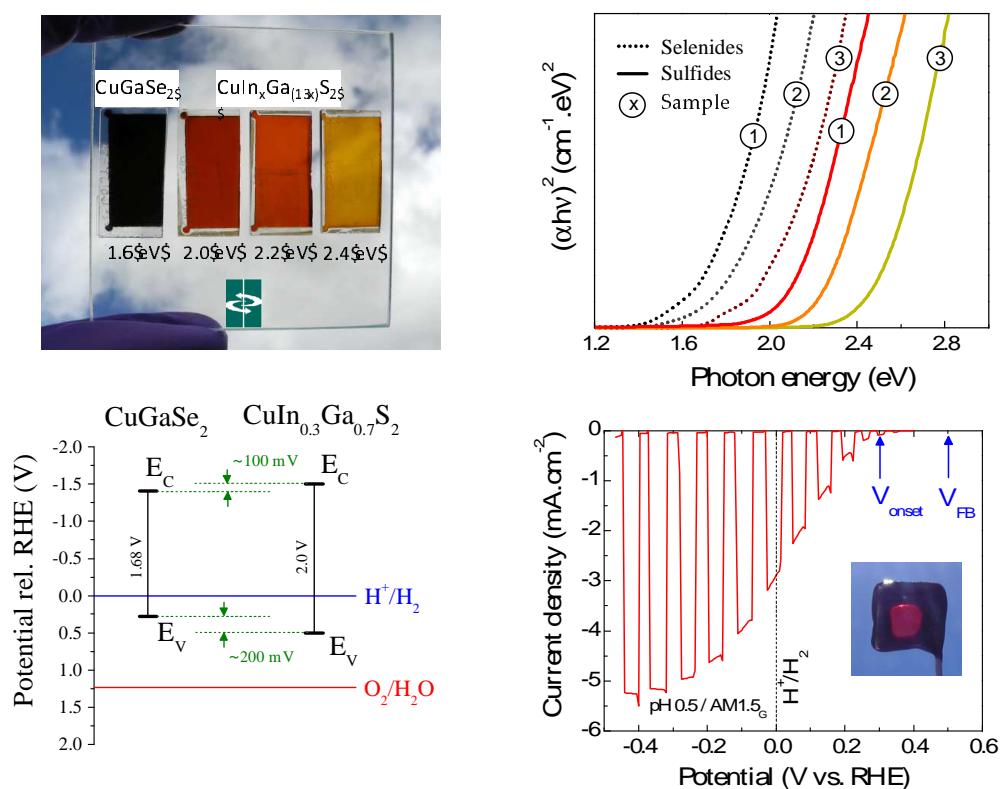 CuGaSe2$
CuInxGa(13x)S2$
$
1.6$eV$
2.0$eV$
2.2$eV$
2.4$eV$
(αhν)2 (cm-1.eV)2
Selenides
Sulfides
x Sample
1
2
3
1
2
3
1.2 1.6 2.0 2.4 2.8
Photon energy (eV)
CuGaSe2
CuIn0.3Ga0.7S2
Potential rel. RHE (V)
-2.0
-1.5
-1.0
-0.5
0.0
0.5
1.0
1.5
2.0
~100 mV
EC
EC
1.68 V
2.0 V
H+/H2
EV
EV
~200 mV
O2/H2O
Current density (mA.cm-2)
0
-1
-2
-3
-4
-5
-6
Vonset
VFB
H+/H2
pH 0.5 / AM1.5G
-0.4 -0.2 0.0 0.2 0.4 0.6
Potential (V vs. RHE)